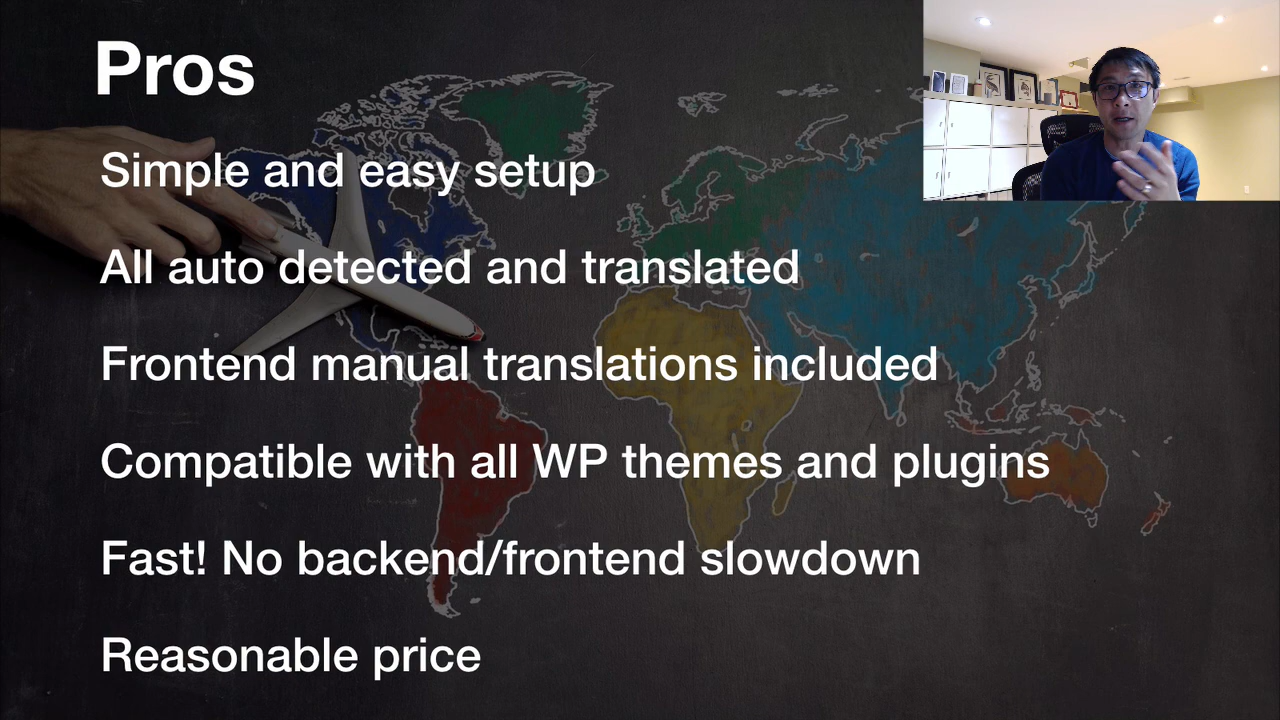 Pros
Simple and easy setup
All auto detected and translated
Frontend manual translations included
Compatible with all WP themes and plugins
Fast! No backend/frontend slowdown
Reasonable price